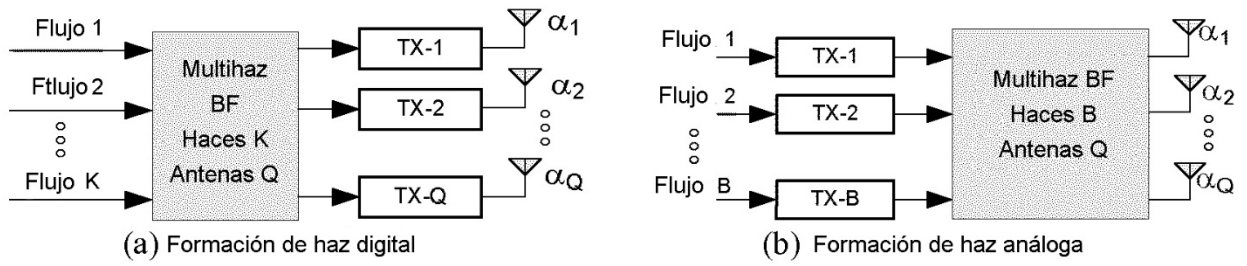 Flujo 1
Ftlujo 2
Flujo K
Multihaz
BF
Haces K
Antenas Q
TX-1
TX-2
TX-Q
α1
α2
αQ
(a) Formación de haz digital
Flujo 1
Flujo 2
Flujo B
TX-1
TX-2
TX-B
Multihaz BF
Haces B
Antenas Q
α1
α2
αQ
(b) Formación de haz análoga